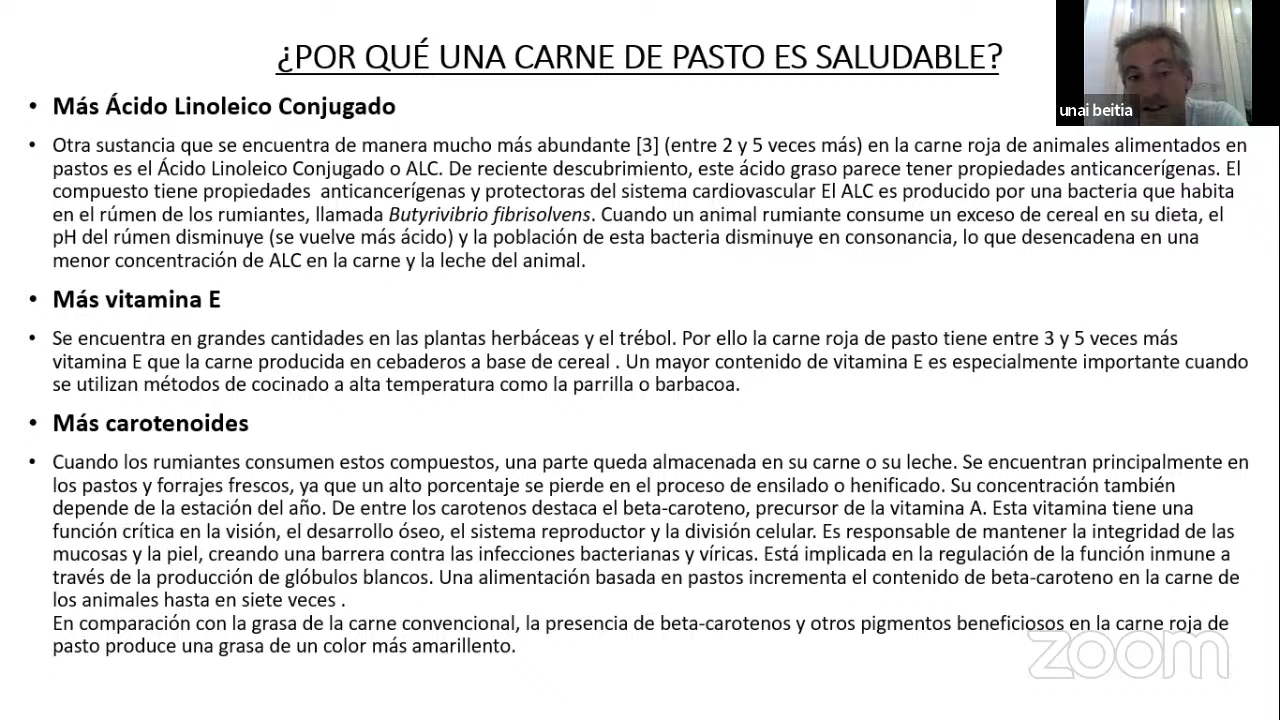 ¿POR QUÉ UNA CARNE DE PASTO ES SALUDABLE?
unai beitia
• Más Ácido Linoleico Conjugado
• Otra sustancia que se encuentra de manera mucho más abundante [3] (entre 2 y 5 veces más) en la carne roja de animales alimentados en
pastos es el Ácido Linoleico Conjugado o ALC. De reciente descubrimiento, este ácido graso parece tener propiedades anticancerígenas. El
compuesto tiene propiedades  anticancerígenas y protectoras del sistema cardiovascular El ALC es producido por una bacteria que habita
en el rúmen de los rumiantes, llamada Butyrivibrio fibrisolvens. Cuando un animal rumiante consume un exceso de cereal en su dieta, el
pH del rúmen disminuye (se vuelve más ácido) y la población de esta bacteria disminuye en consonancia, lo que desencadena en una
menor concentración de ALC en la carne y la leche del animal.
• Más vitamina E
• Se encuentra en grandes cantidades en las plantas herbáceas y el trébol. Por ello la carne roja de pasto tiene entre 3 y 5 veces más
vitamina E que la carne producida en cebaderos a base de cereal . Un mayor contenido de vitamina E es especialmente importante cuando
se utilizan métodos de cocinado a alta temperatura como la parrilla o barbacoa.
• Más carotenoides
• Cuando los rumiantes consumen estos compuestos, una parte queda almacenada en su carne o su leche. Se encuentran principalmente en
los pastos y forrajes frescos, ya que un alto porcentaje se pierde en el proceso de ensilado o henificado. Su concentración también
depende de la estación del año. De entre los carotenos destaca el beta-caroteno, precursor de la vitamina A. Esta vitamina tiene una
función crítica en la visión, el desarrollo óseo, el sistema reproductor y la división celular. Es responsable de mantener la integridad de las
mucosas y la piel, creando una barrera contra las infecciones bacterianas y víricas. Está implicada en la regulación de la función inmune a
través de la producción de glóbulos blancos. Una alimentación basada en pastos incrementa el contenido de beta-caroteno en la carne de
los animales hasta en siete veces .
En comparación con la grasa de la carne convencional, la presencia de beta-carotenos y otros pigmentos beneficiosos en la carne roja de
pasto produce una grasa de un color más amarillento.
zoom